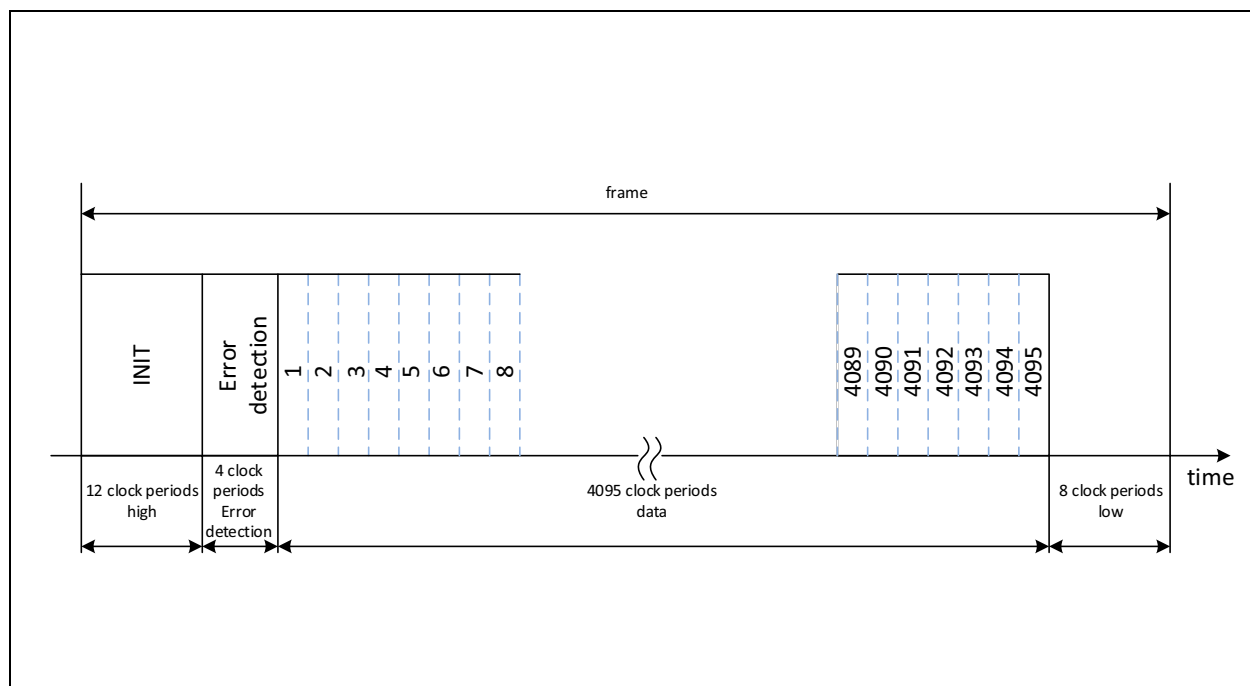 frame
INIT
Error
detection
1
2
3
4
5
6
7
8
4089
4090
4091
4092
4093
4094
4095
time
12 clock periods
high
4 clock
periods
Error
detection
4095 clock periods
data
8 clock periods
low